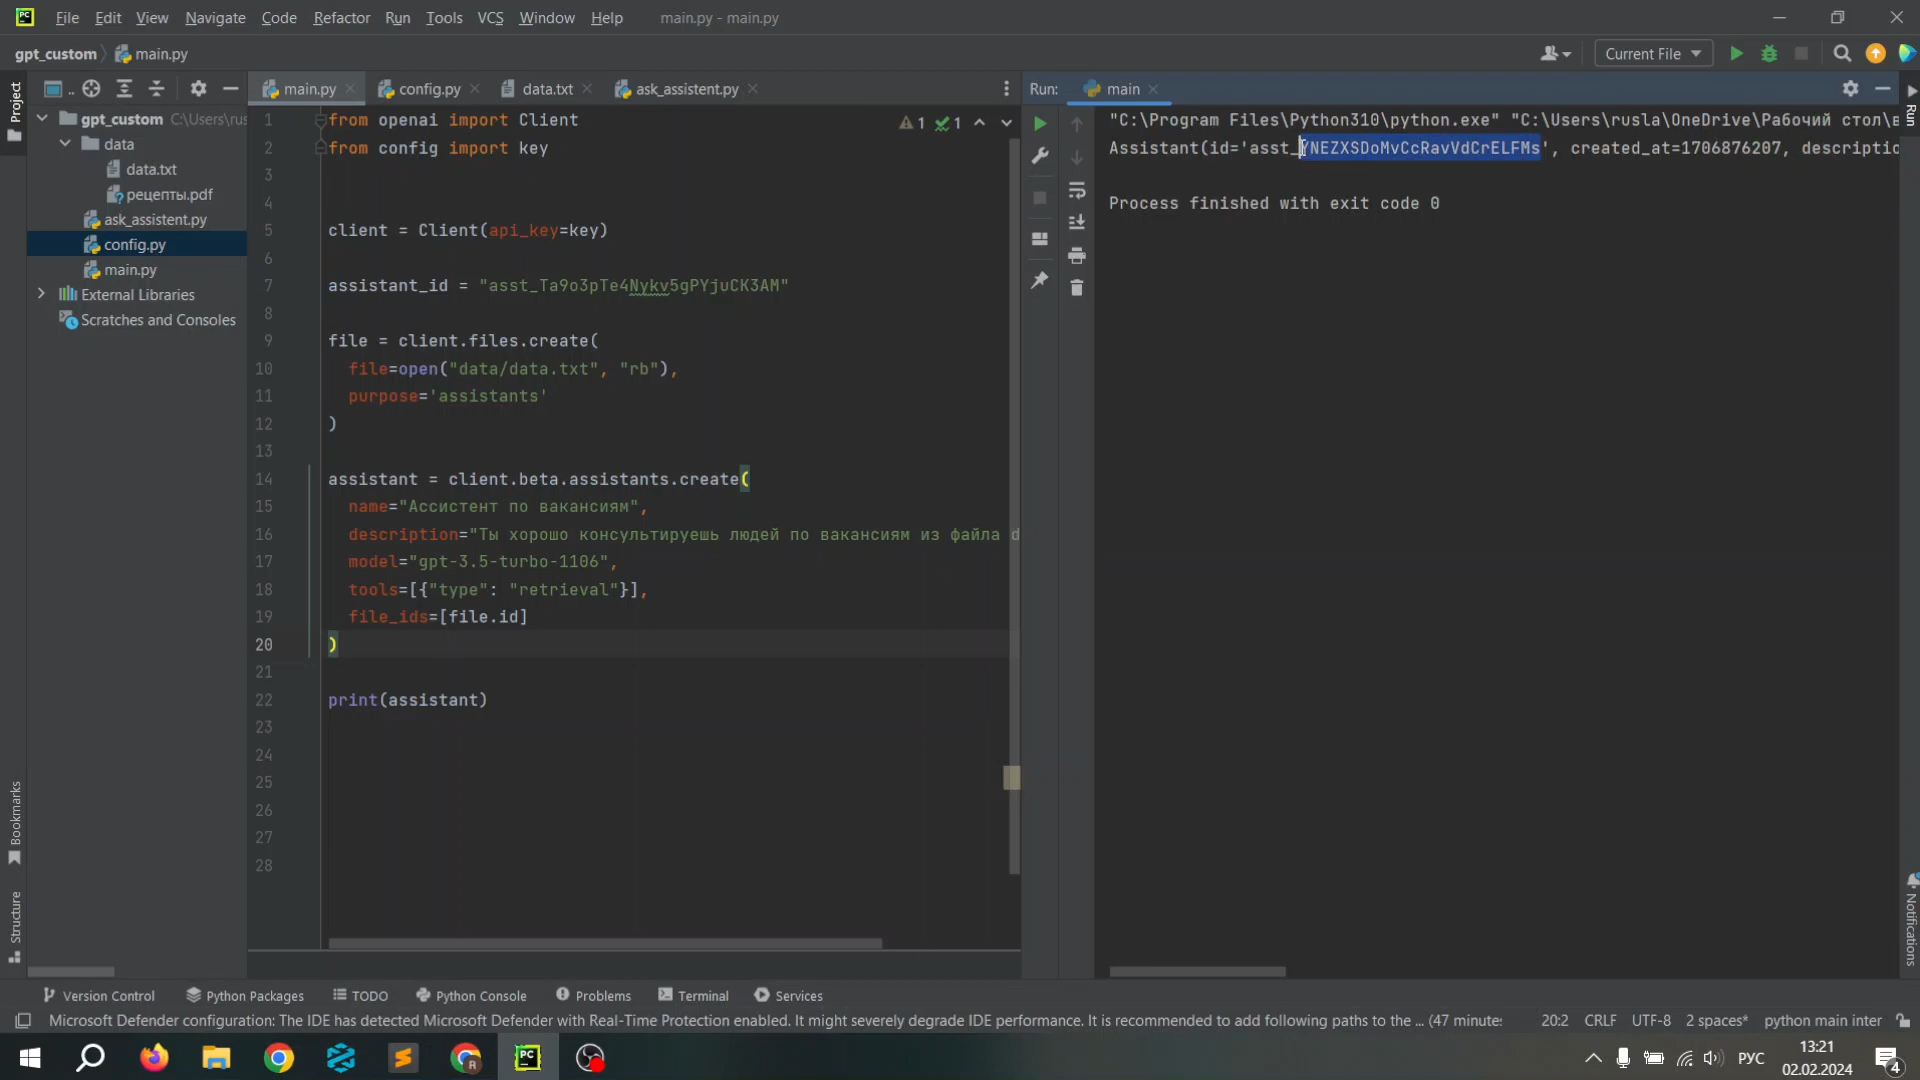 File Edit View Navigate Code Refactor Run Tools VCS Window Help main.py - main.py
gpt_custom main.py Current File
Project
main.py config.py data.txt ask_assistent.py
gpt_custom C:\Users\rus
data
data.txt
рецепты.pdf
ask_assistent.py
config.py
main.py
External Libraries
Scratches and Consoles
1 from openai import Client
2 from config import key
3
4
5 client = Client(api_key=key)
6
7 assistant_id = "asst_Ta9o3pTe4Nykv5gPYjuCK3AM"
8
9 file = client.files.create(
10 file=open("data/data.txt", "rb"),
11 purpose='assistants'
12 )
13
14 assistant = client.beta.assistants.create(
15 name="Ассистент по вакансиям",
16 description="Ты хорошо консультируешь людей по вакансиям из файла d
17 model="gpt-3.5-turbo-1106",
18 tools=[{"type": "retrieval"}],
19 file_ids=[file.id]
20 )
21
22 print(assistant)
23
24
25
26
27
28
1 1
Run: main
"C:\Program Files\Python310\python.exe" "C:\Users\rusla\OneDrive\Рабочий стол\в
Assistant(id='asst_YNEZXSDoMvCcRavVdCrELFMs', created_at=1706876207, descriptio
Process finished with exit code 0
Run
Notifications
Bookmarks
Structure
Version Control Python Packages TODO Python Console Problems Terminal Services
Microsoft Defender configuration: The IDE has detected Microsoft Defender with Real-Time Protection enabled. It might severely degrade IDE performance. It is recommended to add following paths to the ... (47 minutes 20:2 CRLF UTF-8 2 spaces* python main inter
РУС
13:21
02.02.2024
4